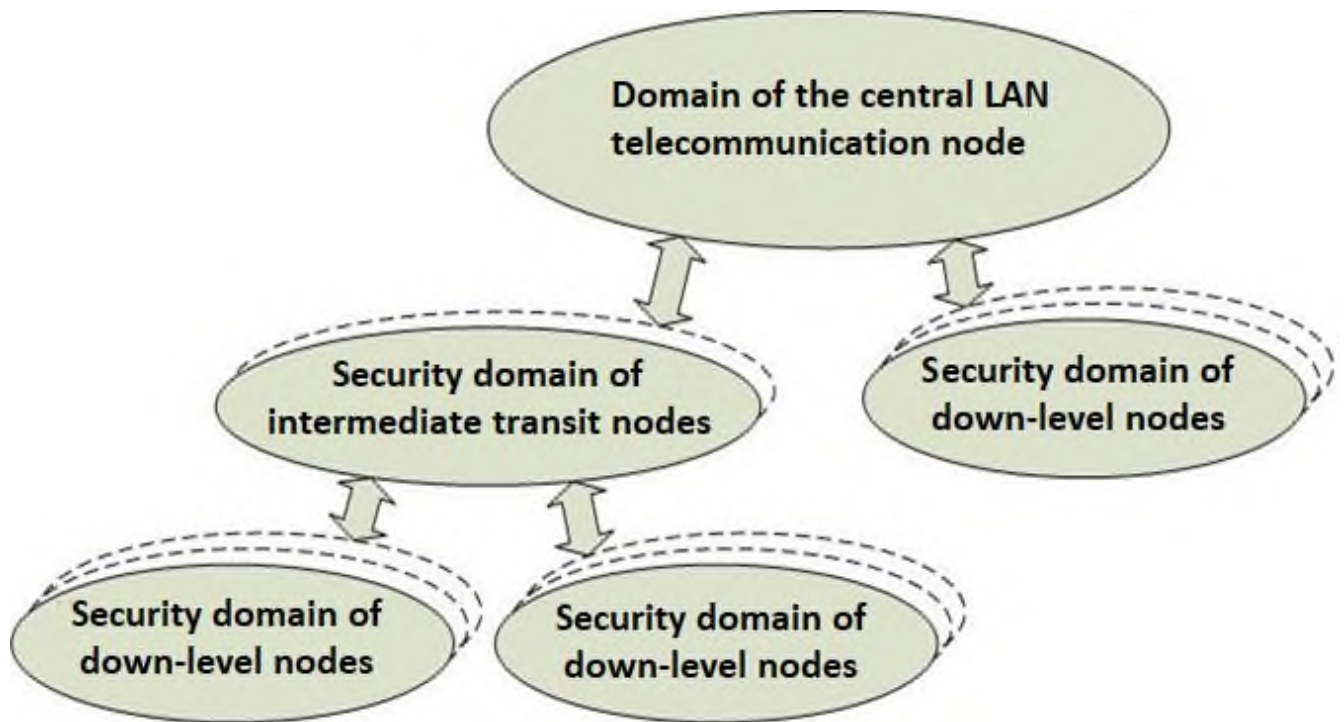 Domain of the central LAN
telecommunication node
Security domain of
intermediate transit nodes
Security domain of
down-level nodes
Security domain of
down-level nodes
Security domain of
down-level nodes